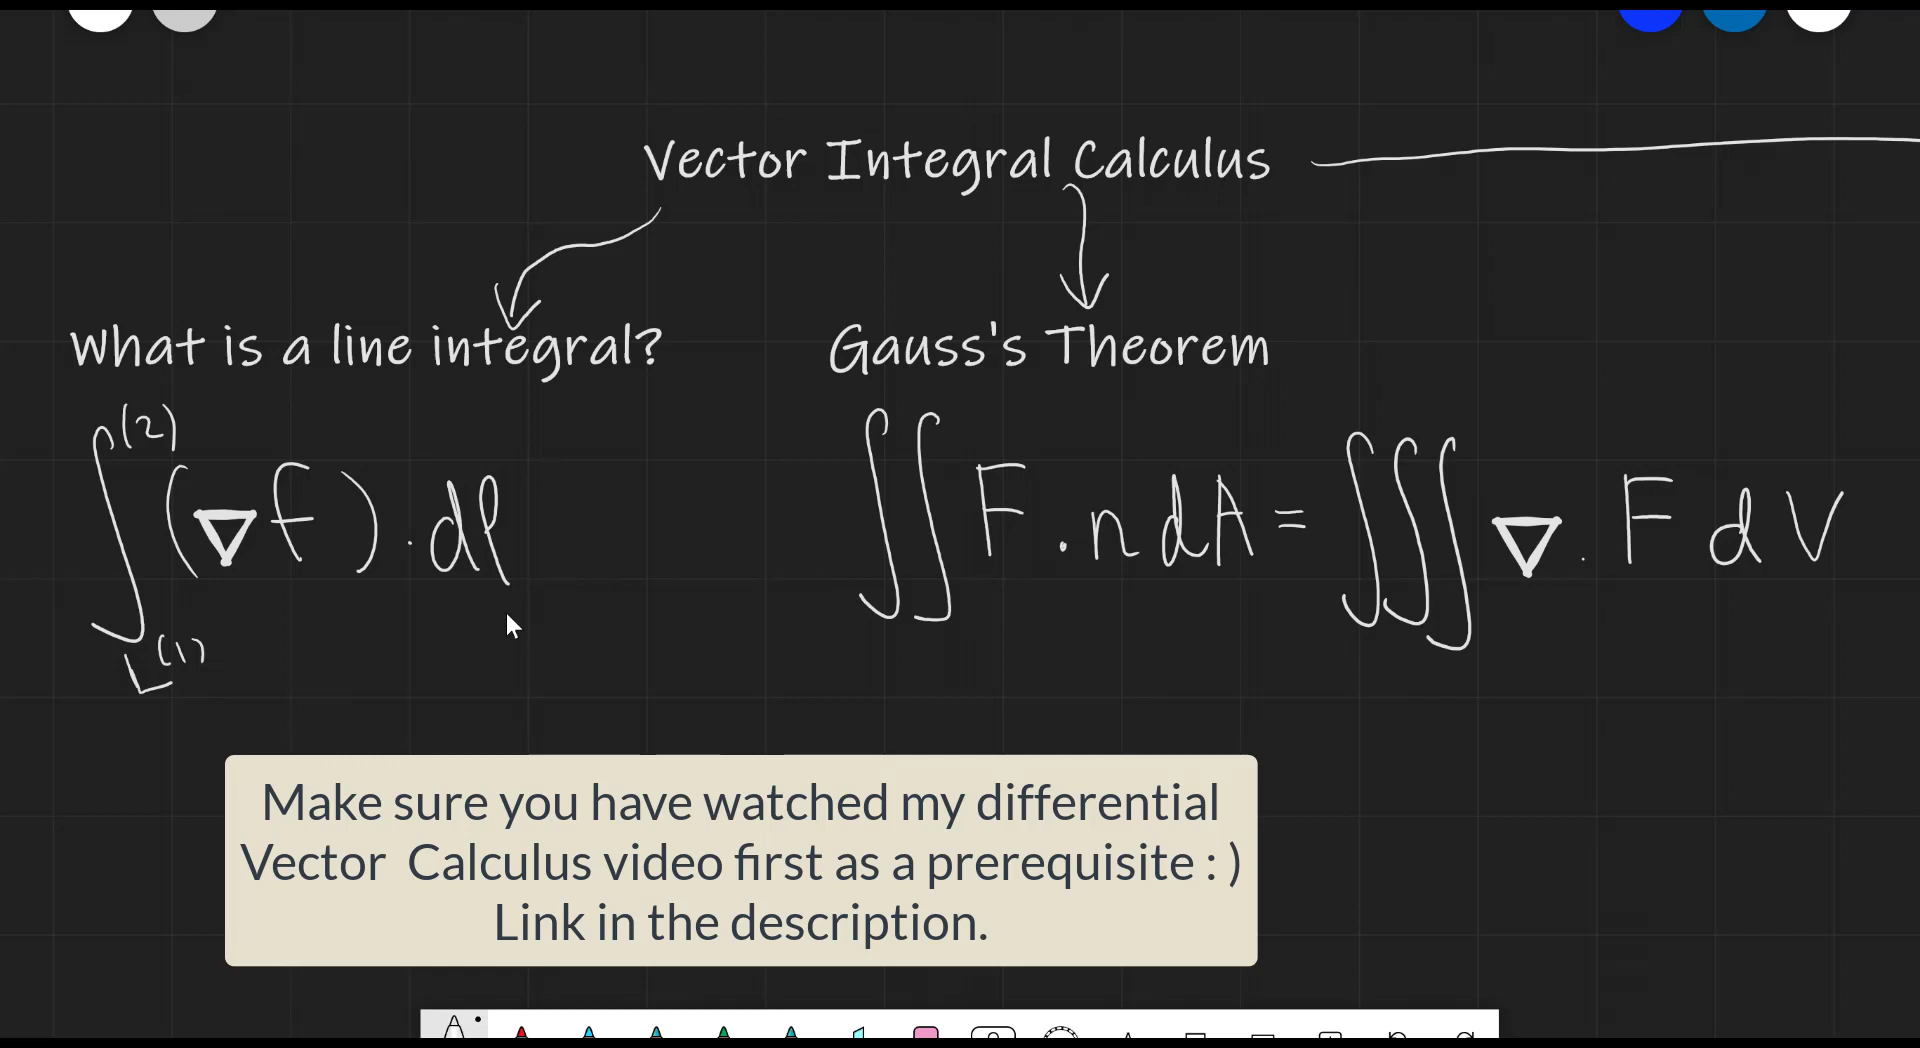 Vector Integral Calculus
What is a line integral?
Gauss's Theorem
∫ L (1) (2) (∇f) · dl
∬ F · n dA = ∭ ∇ · F dV
Make sure you have watched my differential
Vector Calculus video first as a prerequisite : )
Link in the description.